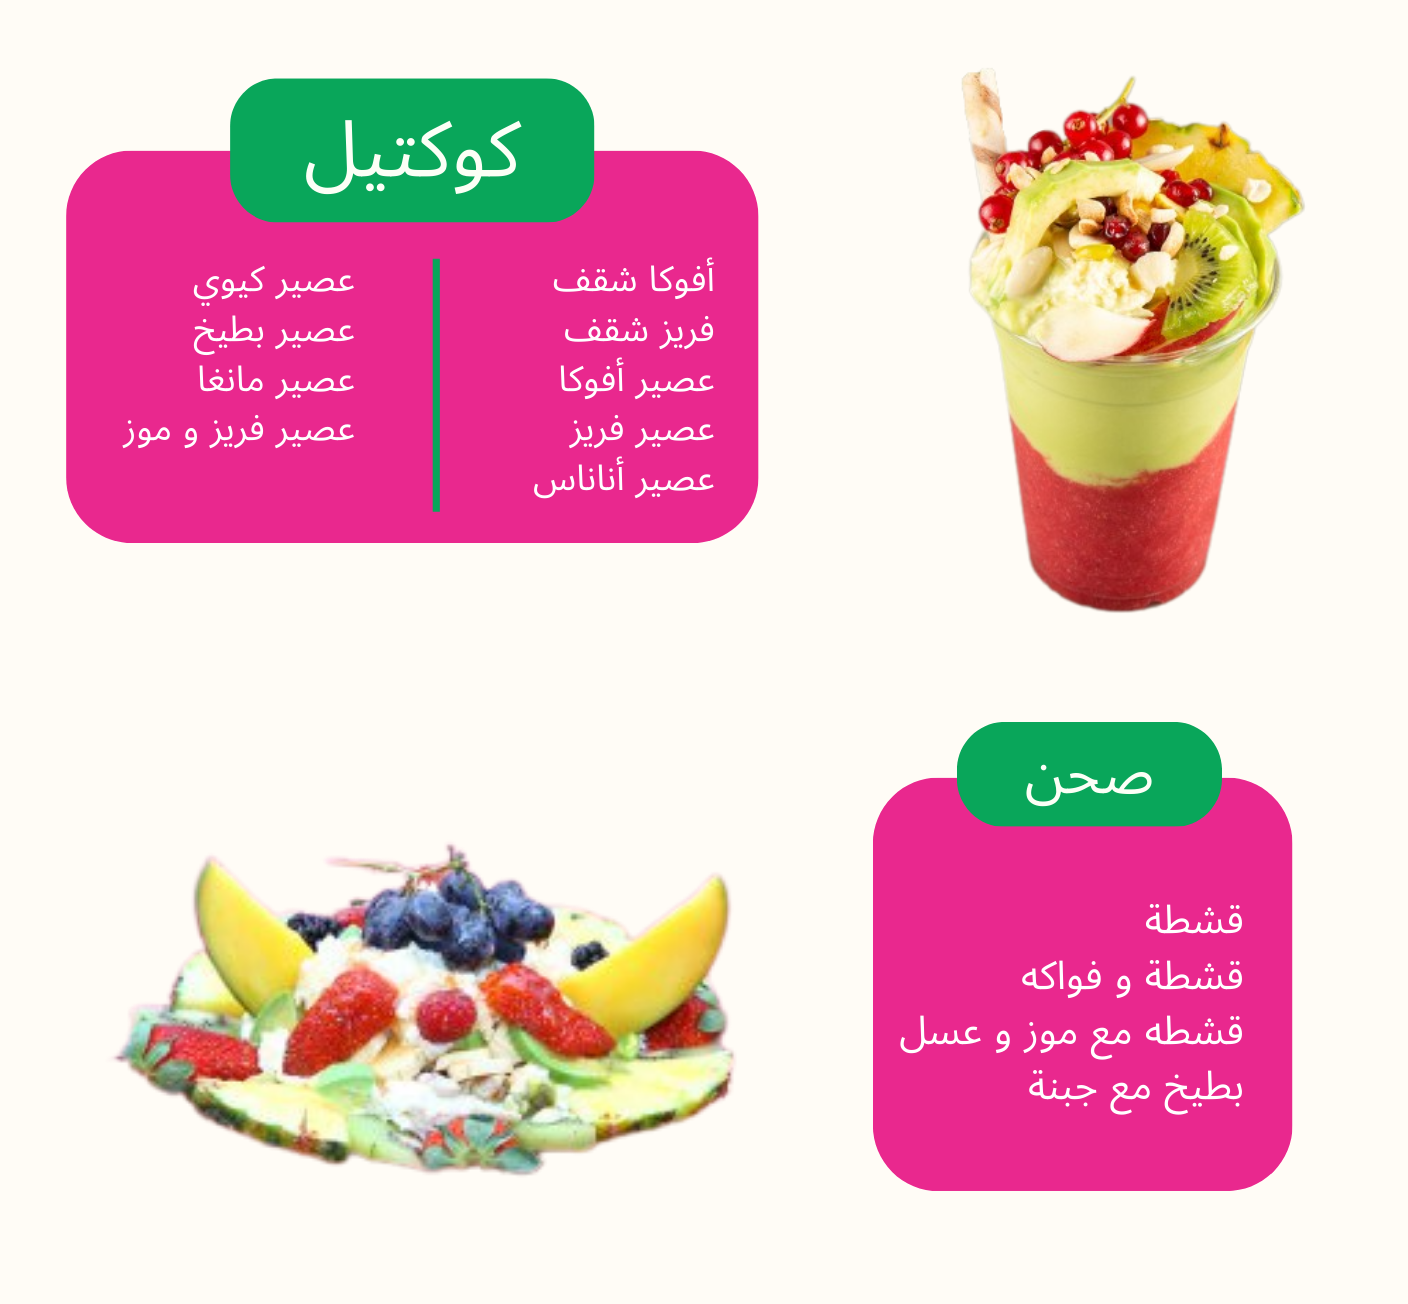 كوكتيل
أفوكا شقف
فريز شقف
عصير أفوكا
عصير فريز
عصير أناناس
عصير كيوي
عصير بطيخ
عصير مانغا
عصير فريز و موز
صحن
قشطة
قشطة و فواكه
قشطه مع موز و عسل
بطيخ مع جبنة